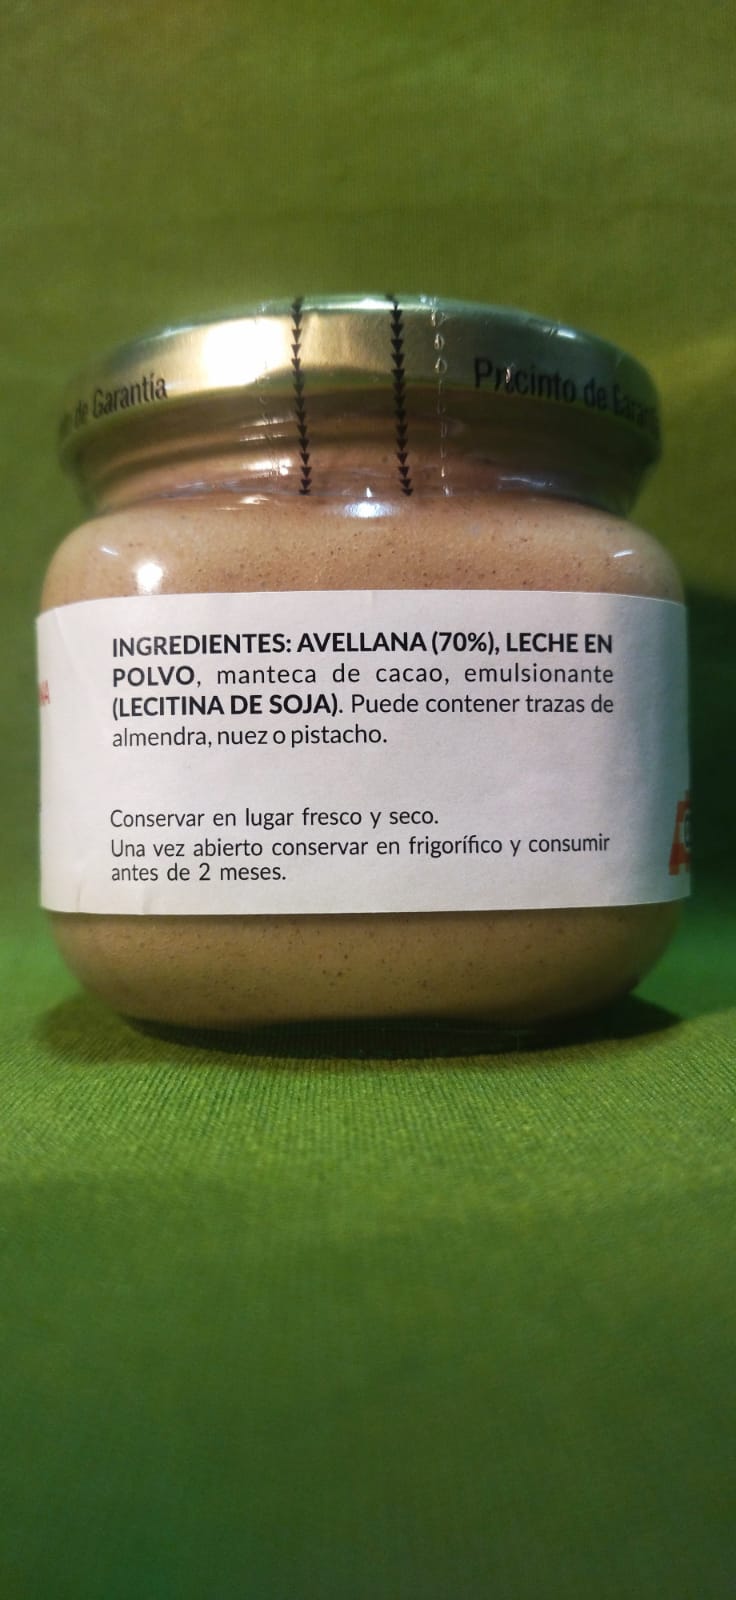 de Garantía
Precinto de Garantía
INGREDIENTES: AVELLANA (70%), LECHE EN
POLVO, manteca de cacao, emulsionante
(LECITINA DE SOJA). Puede contener trazas de
almendra, nuez o pistacho.
Conservar en lugar fresco y seco.
Una vez abierto conservar en frigorífico y consumir
antes de 2 meses.